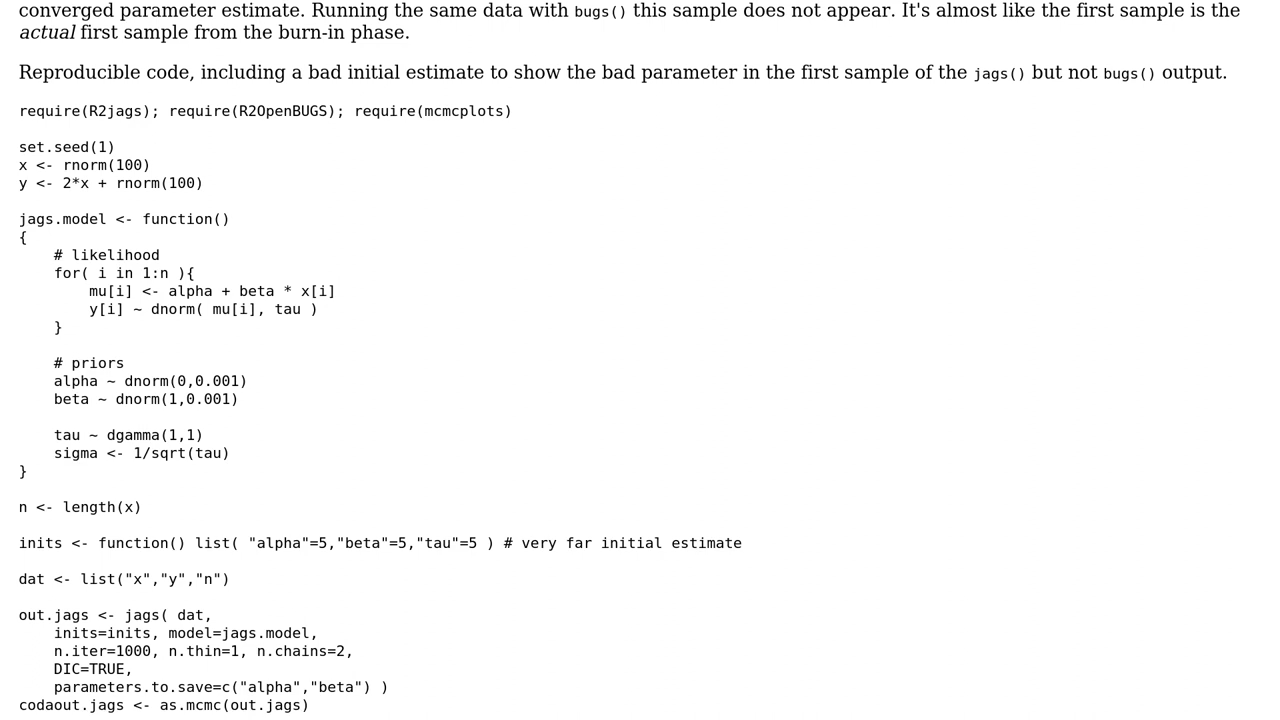 converged parameter estimate. Running the same data with bugs() this sample does not appear. It's almost like the first sample is the
actual first sample from the burn-in phase.
Reproducible code, including a bad initial estimate to show the bad parameter in the first sample of the jags() but not bugs() output.
require(R2jags); require(R2OpenBUGS); require(mcmcplots)
set.seed(1)
x <- rnorm(100)
y <- 2*x + rnorm(100)
jags.model <- function()
{
    # likelihood
    for( i in 1:n ){
        mu[i] <- alpha + beta * x[i]
        y[i] ~ dnorm( mu[i], tau )
    }
    # priors
    alpha ~ dnorm(0,0.001)
    beta ~ dnorm(1,0.001)
    tau ~ dgamma(1,1)
    sigma <- 1/sqrt(tau)
}
n <- length(x)
inits <- function() list( "alpha"=5,"beta"=5,"tau"=5 ) # very far initial estimate
dat <- list("x","y","n")
out.jags <- jags( dat,
    inits=inits, model=jags.model,
    n.iter=1000, n.thin=1, n.chains=2,
    DIC=TRUE,
    parameters.to.save=c("alpha","beta") )
codaout.jags <- as.mcmc(out.jags)